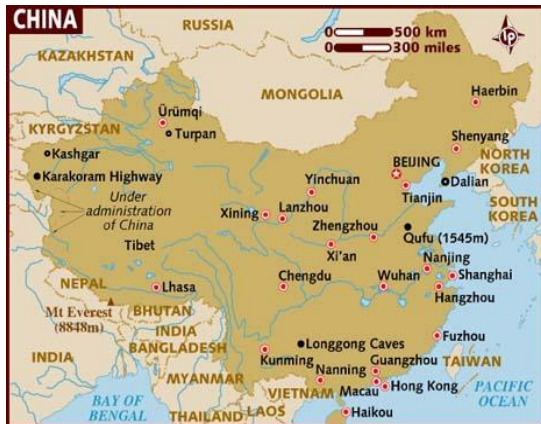 CHINA
RUSSIA
0 500 km
0 300 miles
lp
KAZAKHSTAN
MONGOLIA
Haerbin
Ürümqi
KYRGYZSTAN
Turpan
Shenyang
Kashgar
BEIJING
NORTH
KOREA
Karakoram Highway
Yinchuan
Dalian
Tianjin
Under
administration
of China
Xining
Lanzhou
SOUTH
KOREA
Zhengzhou
Qufu (1545m)
Tibet
Xi'an
Nanjing
NEPAL
Lhasa
Chengdu
Wuhan
Shanghai
Hangzhou
Mt Everest
(8848m)
BHUTAN
INDIA
Longgong Caves
Fuzhou
INDIA
BANGLADESH
Kunming
Guangzhou
TAIWAN
Nanning
MYANMAR
Macau
Hong Kong
BAY OF
BENGAL
VIETNAM
PACIFIC
OCEAN
THAILAND
LAOS
Haikou